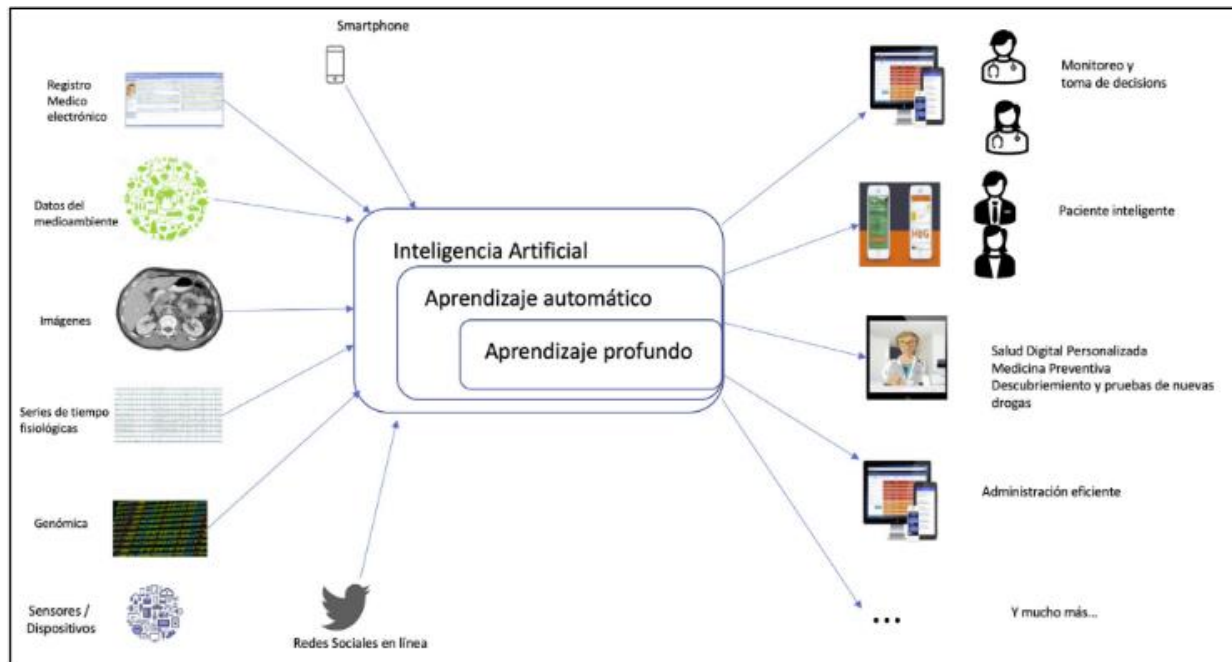 Smartphone
Registro
Medico
electrónico
Datos del
medioambiente
Imágenes
Series de tiempo
fisiológicas
Genómica
Sensores /
Dispositivos
Redes Sociales en línea
Inteligencia Artificial
Aprendizaje automático
Aprendizaje profundo
Monitoreo y
toma de decisions
Paciente inteligente
Salud Digital Personalizada
Medicina Preventiva
Descubriemiento y pruebas de nuevas
drogas
Administración eficiente
...
Y mucho más...